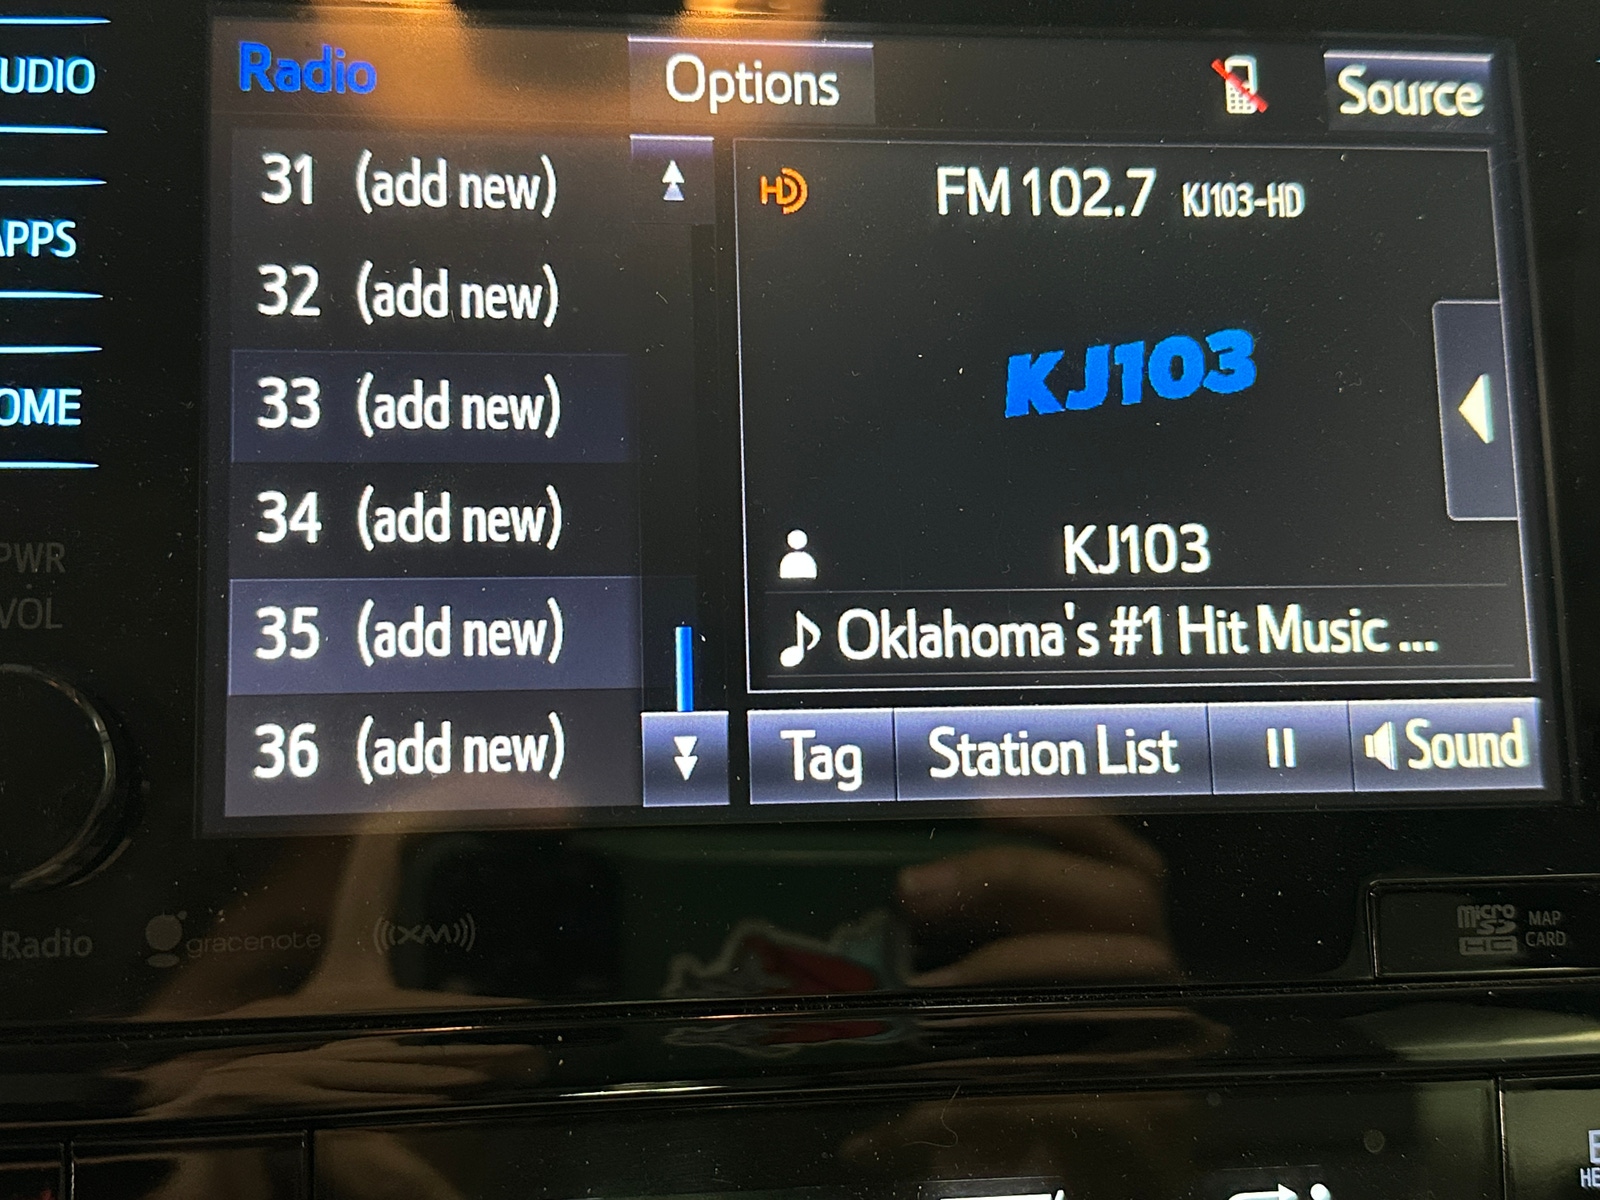 UDIO
APPS
OME
PWR
VOL
Radio
Options
Source
31 (add new)
32 (add new)
33 (add new)
34 (add new)
35 (add new)
36 (add new)
HD
FM 102.7 KJ103-HD
KJ103
KJ103
Oklahoma's #1 Hit Music ...
Tag
Station List
Sound
Radio
gracenote
((XM))
micro SD HC
MAP CARD